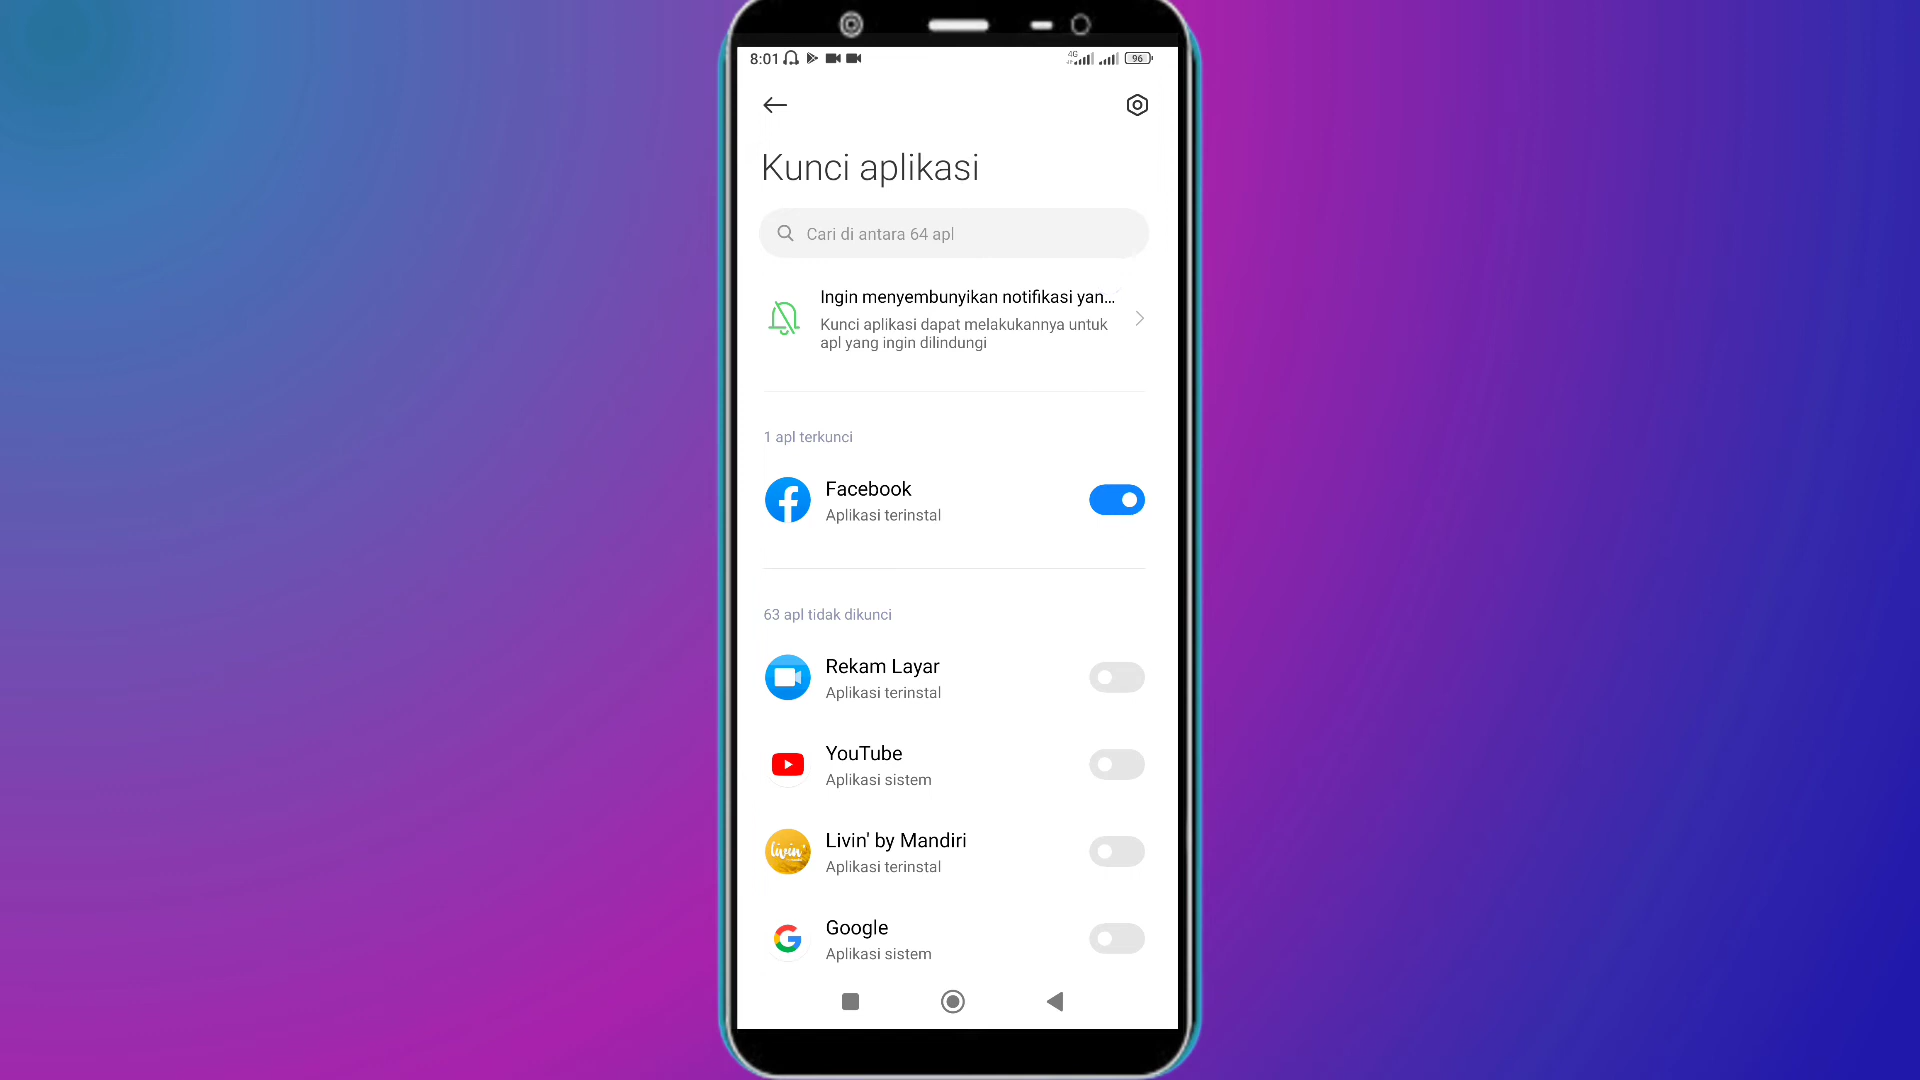 8:01
4G
96
Kunci aplikasi
Cari di antara 64 apl
Ingin menyembunyikan notifikasi yan...
Kunci aplikasi dapat melakukannya untuk
apl yang ingin dilindungi
1 apl terkunci
Facebook
Aplikasi terinstal
63 apl tidak dikunci
Rekam Layar
Aplikasi terinstal
YouTube
Aplikasi sistem
Livin' by Mandiri
livin'
Aplikasi terinstal
Google
Aplikasi sistem